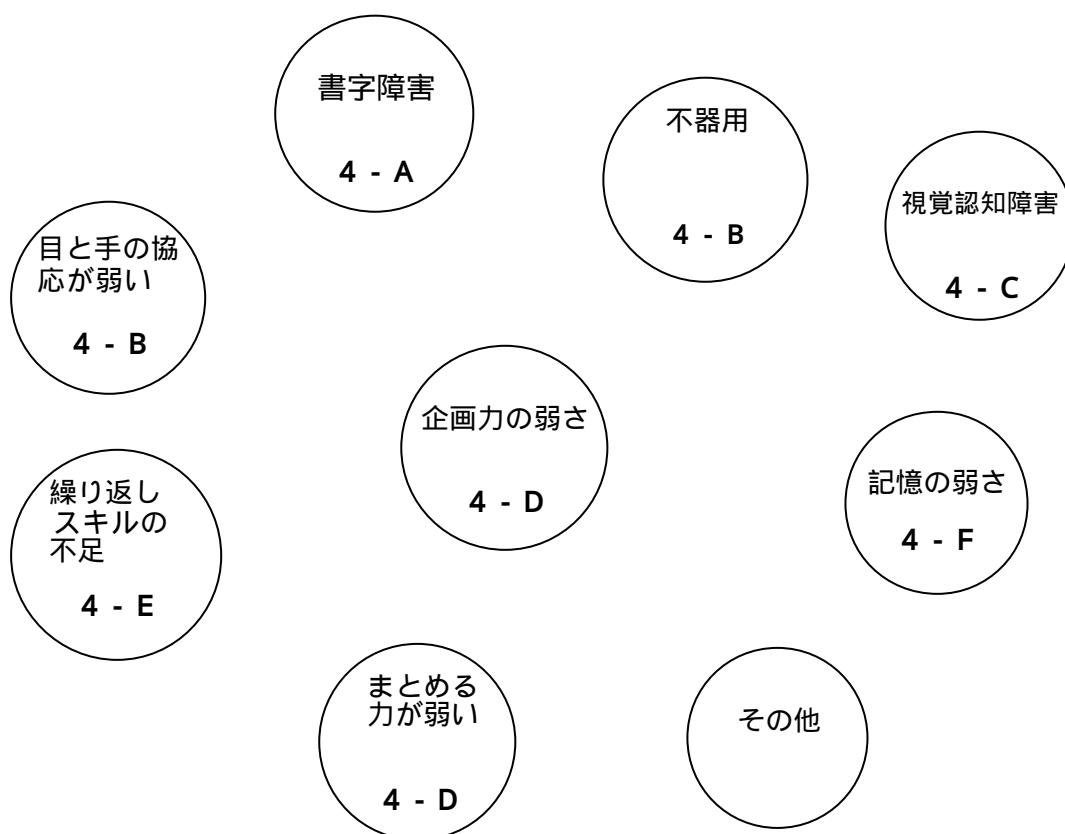 書字障害
4 - A
不器用
4 - B
視覚認知障害
4 - C
目と手の協
応が弱い
4 - B
企画力の弱さ
4 - D
記憶の弱さ
4 - F
繰り返し
スキルの
不足
4 - E
まとめる
力が弱い
4 - D
その他